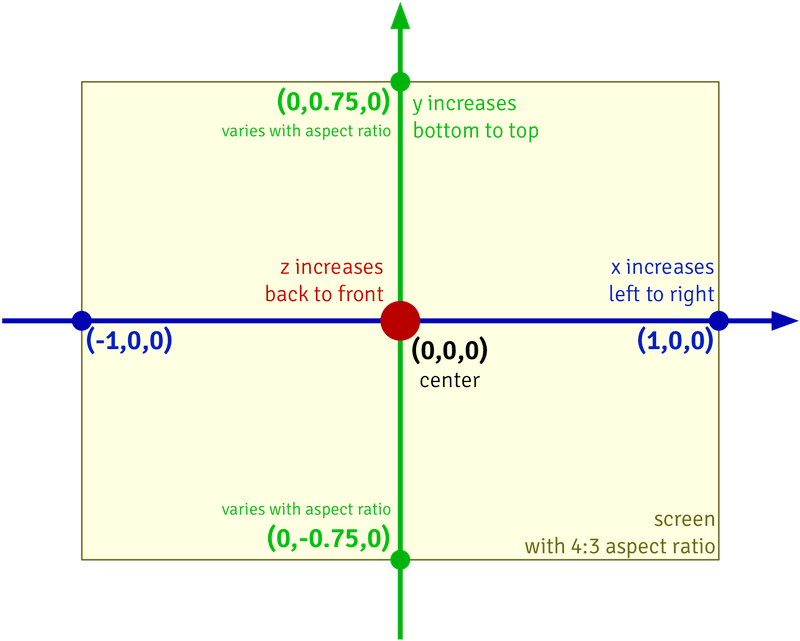 (0,0.75,0)
varies with aspect ratio
y increases
bottom to top
z increases
back to front
x increases
left to right
(-1,0,0)
(0,0,0)
center
(1,0,0)
varies with aspect ratio
(0,-0.75,0)
screen
with 4:3 aspect ratio